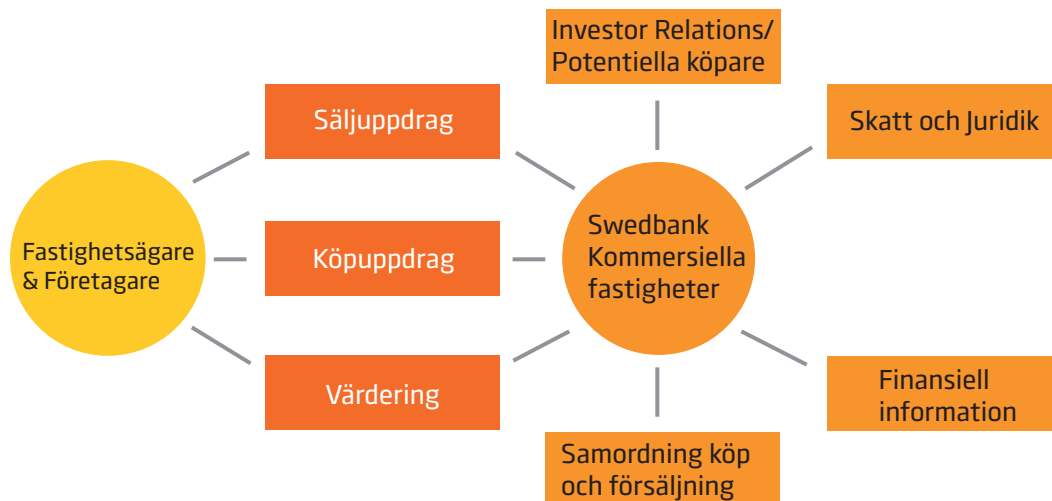 Investor Relations/
Potentiella köpare
Säljuppdrag
Skatt och Juridik
Fastighetsägare
& Företagare
Köpuppdrag
Swedbank
Kommersiella
fastigheter
Värdering
Finansiell
information
Samordning köp
och försäljning